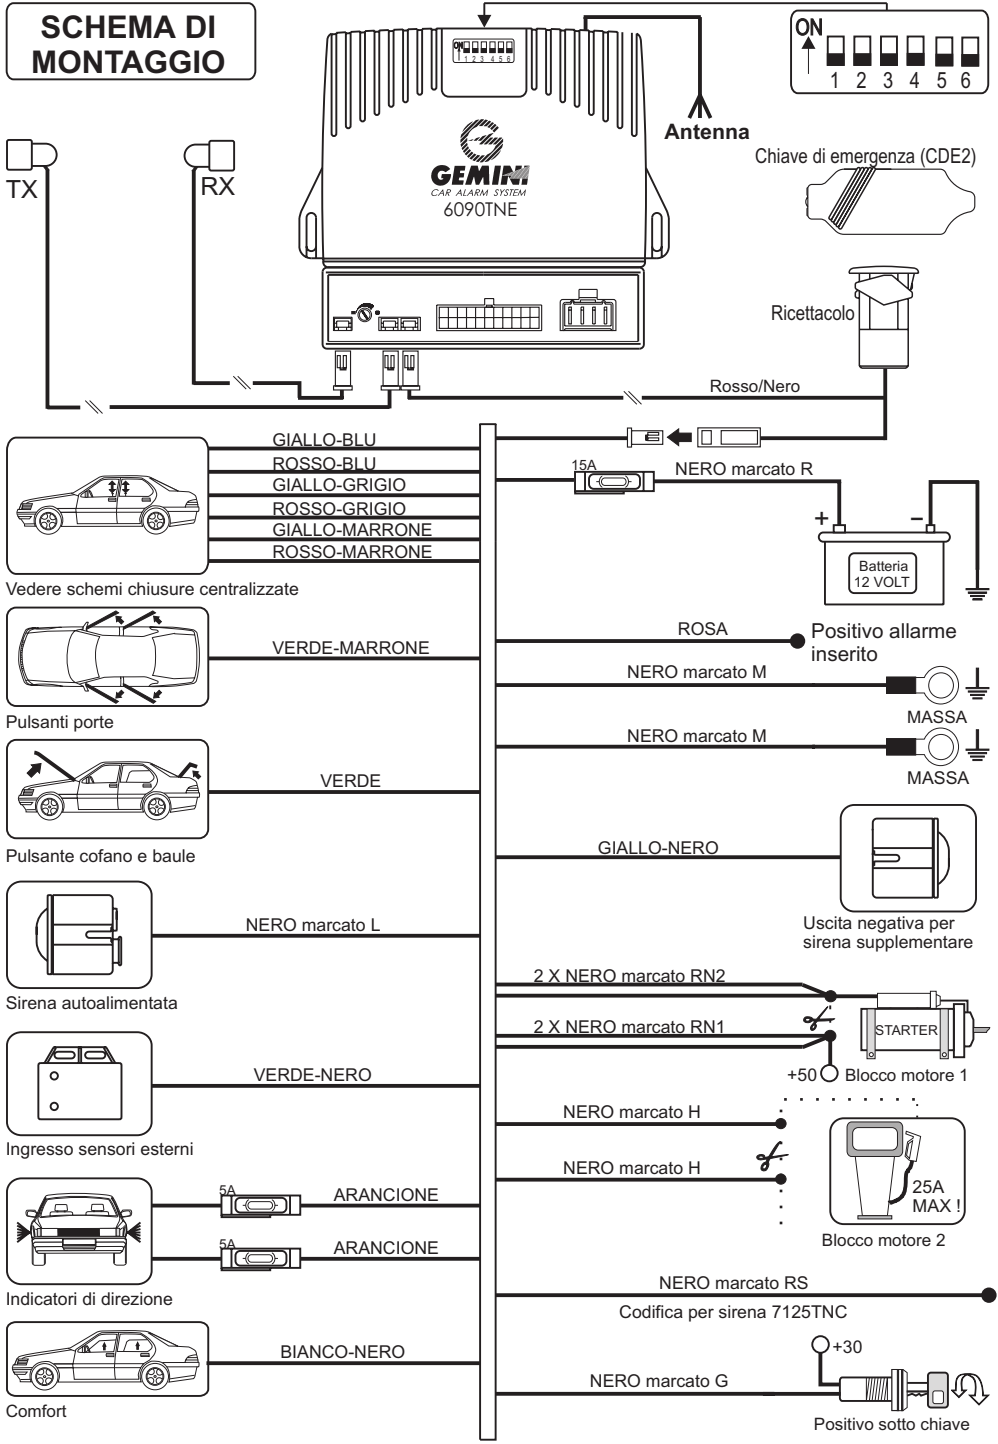 SCHEMA DI
MONTAGGIO
ON
1 2 3 4 5 6
ON
1 2 3 4 5 6
Antenna
TX
RX
GEMINI
CAR ALARM SYSTEM
6090TNE
Chiave di emergenza (CDE2)
Ricettacolo
Rosso/Nero
GIALLO-BLU
ROSSO-BLU
GIALLO-GRIGIO
ROSSO-GRIGIO
GIALLO-MARRONE
ROSSO-MARRONE
Vedere schemi chiusure centralizzate
15A
NERO marcato R
+
−
Batteria
12 VOLT
VERDE-MARRONE
Pulsanti porte
ROSA
Positivo allarme
inserito
NERO marcato M
MASSA
NERO marcato M
MASSA
VERDE
Pulsante cofano e baule
GIALLO-NERO
Uscita negativa per
sirena supplementare
NERO marcato L
Sirena autoalimentata
2 X NERO marcato RN2
2 X NERO marcato RN1
STARTER
+50
Blocco motore 1
VERDE-NERO
Ingresso sensori esterni
NERO marcato H
NERO marcato H
25A
MAX !
Blocco motore 2
5A
ARANCIONE
5A
ARANCIONE
Indicatori di direzione
NERO marcato RS
Codifica per sirena 7125TNC
BIANCO-NERO
Comfort
+30
NERO marcato G
Positivo sotto chiave